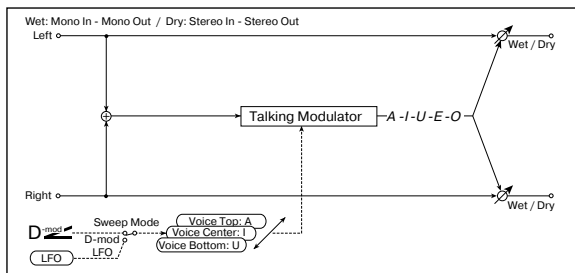 Wet: Mono In - Mono Out / Dry: Stereo In - Stereo Out
Left
Wet / Dry
Talking Modulator
A -I-U-E-O
Right
Wet / Dry
D-mod
Sweep Mode
D-mod
LFO
LFO
Voice Top: A
Voice Center: I
Voice Bottom: U